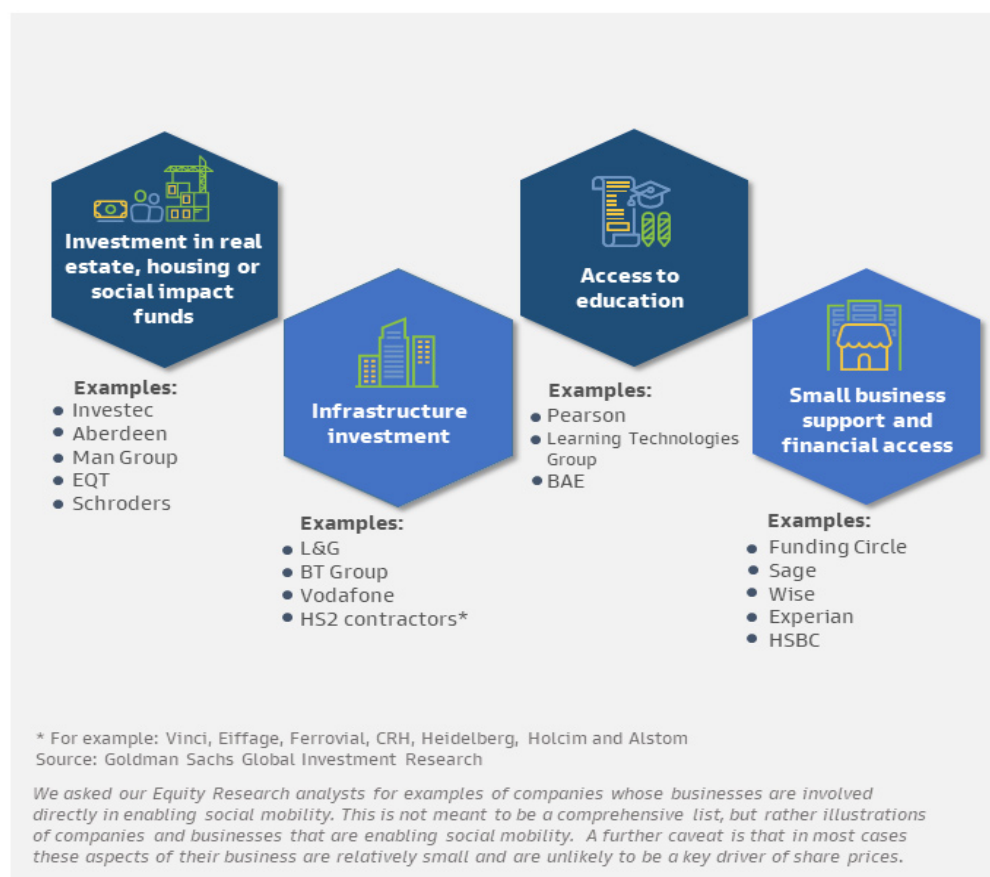 Investment in real
estate, housing or
social impact
funds
Examples:
Investec
Aberdeen
Man Group
EQT
Schroders
Infrastructure
investment
Examples:
L&G
BT Group
Vodafone
HS2 contractors*
Access to
education
Examples:
Pearson
Learning Technologies
Group
BAE
Small business
support and
financial access
Examples:
Funding Circle
Sage
Wise
Experian
HSBC
* For example: Vinci, Eiffage, Ferrovial, CRH, Heidelberg, Holcim and Alstom
Source: Goldman Sachs Global Investment Research
We asked our Equity Research analysts for examples of companies whose businesses are involved
directly in enabling social mobility. This is not meant to be a comprehensive list, but rather illustrations
of companies and businesses that are enabling social mobility. A further caveat is that in most cases
these aspects of their business are relatively small and are unlikely to be a key driver of share prices.